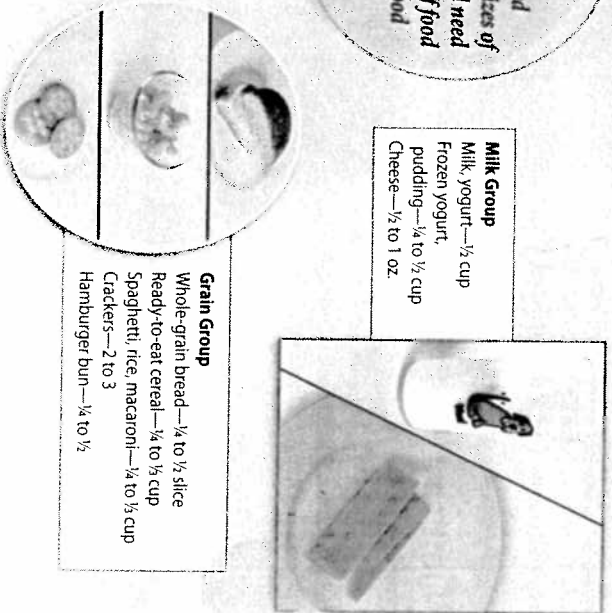 d
zes of
need
f food
ood
Milk Group
Milk, yogurt—½ cup
Frozen yogurt,
pudding—¼ to ½ cup
Cheese—½ to 1 oz.
Grain Group
Whole-grain bread—¼ to ½ slice
Ready-to-eat cereal—¼ to ⅓ cup
Spaghetti, rice, macaroni—¼ to ⅓ cup
Crackers—2 to 3
Hamburger bun—¼ to ½